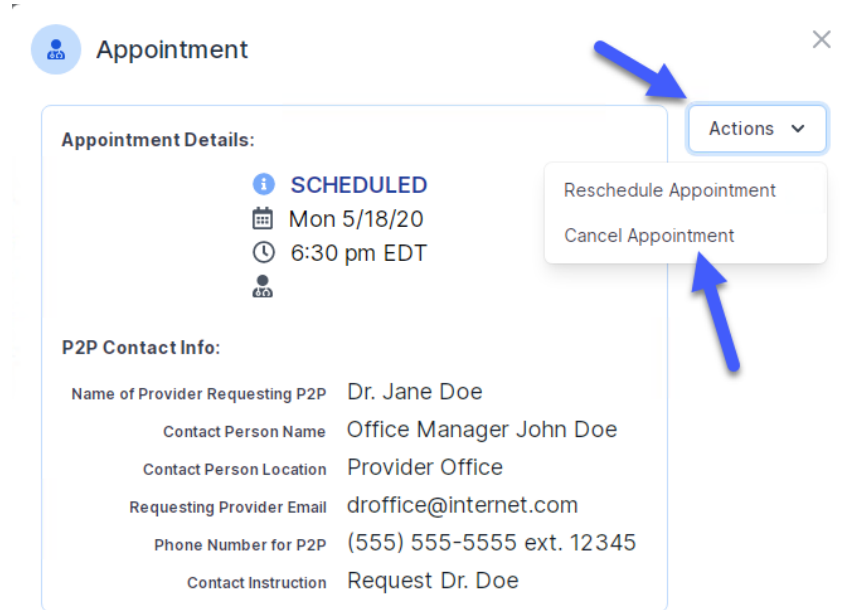 Appointment
Actions
Reschedule Appointment
Cancel Appointment
Appointment Details:
SCHEDULED
Mon 5/18/20
6:30 pm EDT
P2P Contact Info:
Name of Provider Requesting P2P Dr. Jane Doe
Contact Person Name Office Manager John Doe
Contact Person Location Provider Office
Requesting Provider Email droffice@internet.com
Phone Number for P2P (555) 555-5555 ext. 12345
Contact Instruction Request Dr. Doe